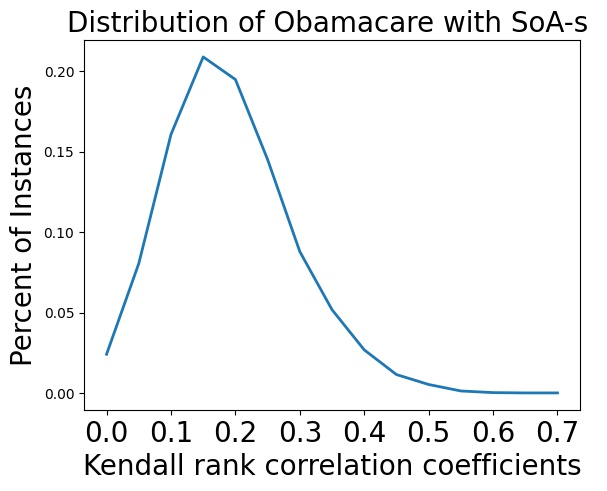 Distribution of Obamacare with SoA-s
Percent of Instances
0.20
0.15
0.10
0.05
0.00
0.0 0.1 0.2 0.3 0.4 0.5 0.6 0.7
Kendall rank correlation coefficients